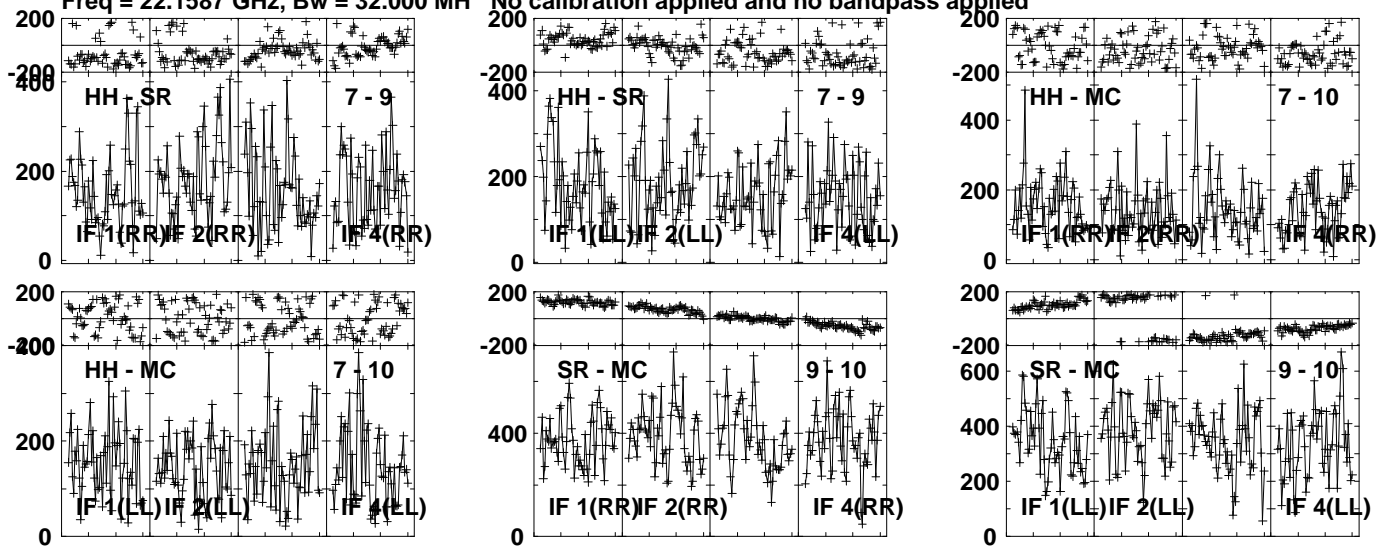 Freq = 22.1587 GHz, Bw = 32.000 MH No calibration applied and no bandpass applied
200
-200
400
200
0
HH - SR
7 - 9
IF 1(RR)
IF 2(RR)
IF 4(RR)
200
-200
400
200
0
HH - SR
7 - 9
IF 1(LL)
IF 2(LL)
IF 4(LL)
200
-200
400
200
0
HH - MC
7 - 10
IF 1(RR)
IF 2(RR)
IF 4(RR)
200
-200
400
200
0
HH - MC
7 - 10
IF 1(LL)
IF 2(LL)
IF 4(LL)
200
-200
400
0
SR - MC
9 - 10
IF 1(RR)
IF 2(RR)
IF 4(RR)
200
-200
600
400
200
0
SR - MC
9 - 10
IF 1(LL)
IF 2(LL)
IF 4(LL)